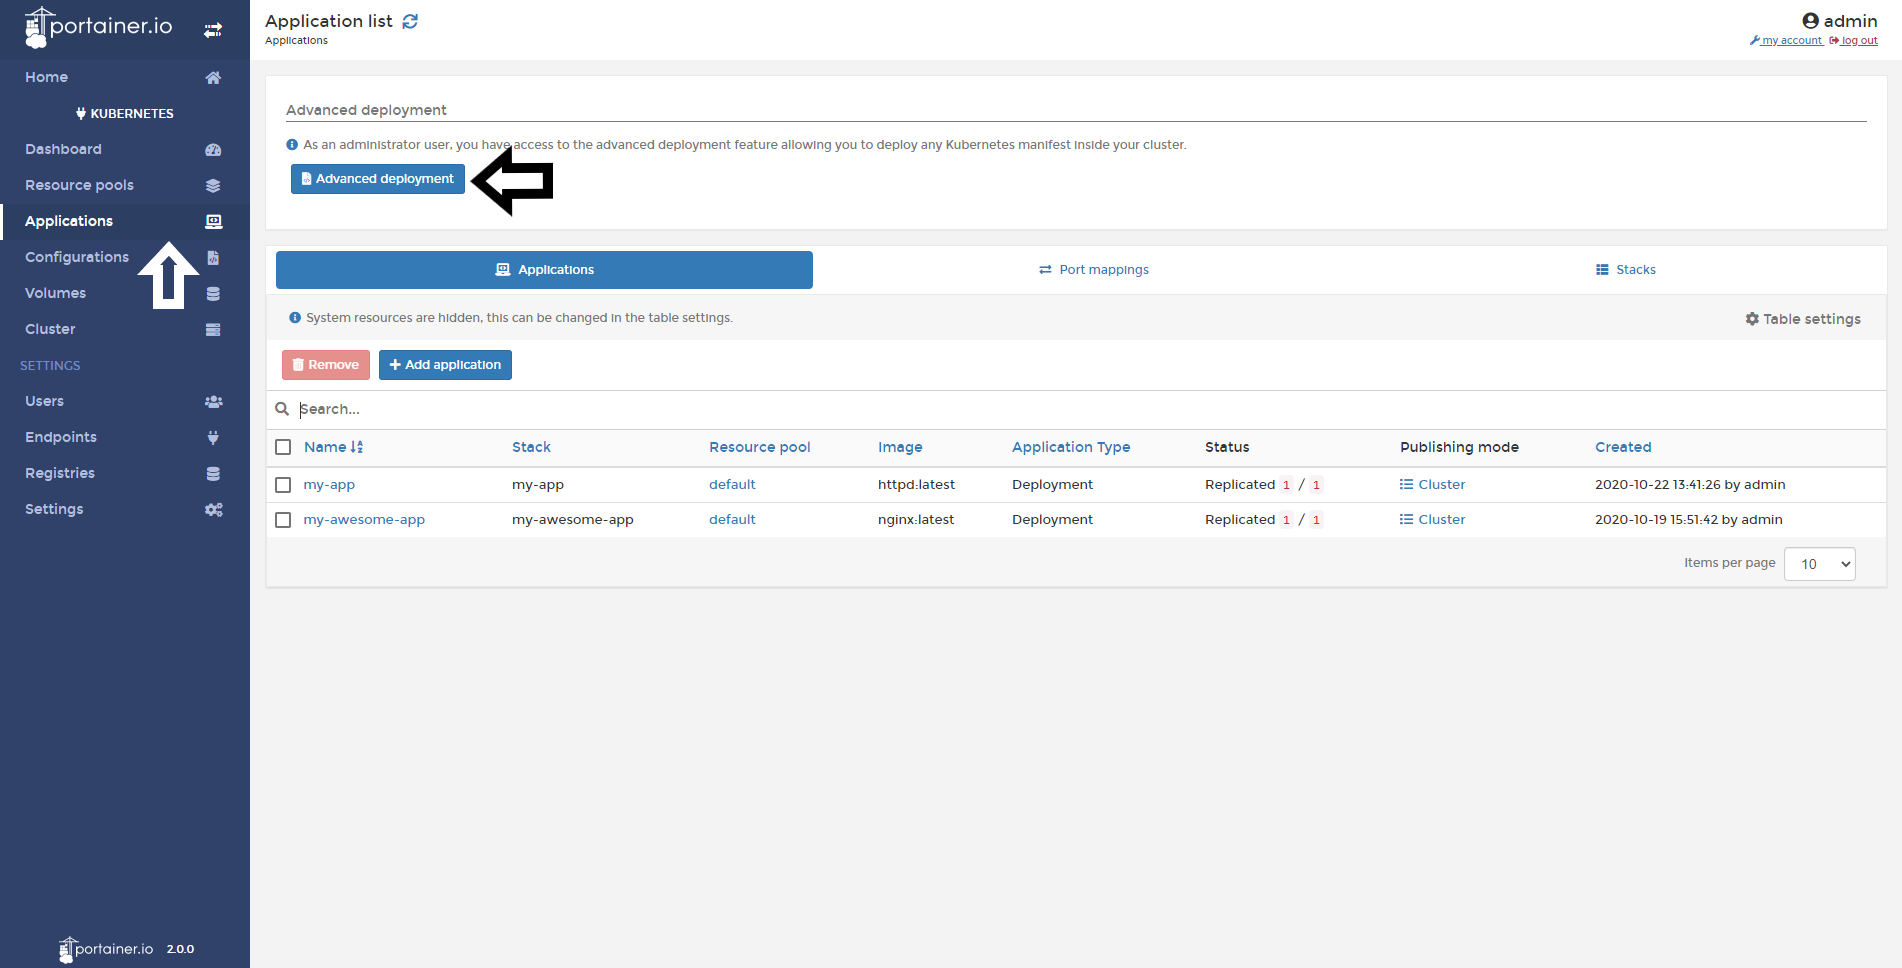 portainer.io
Home
KUBERNETES
Dashboard
Resource pools
Applications
Configurations
Volumes
Cluster
SETTINGS
Users
Endpoints
Registries
Settings
portainer.io 2.0.0
Application list
Applications
admin
my account log out
Advanced deployment
As an administrator user, you have access to the advanced deployment feature allowing you to deploy any Kubernetes manifest inside your cluster.
Advanced deployment
Applications Port mappings Stacks
System resources are hidden, this can be changed in the table settings. Table settings
Remove Add application
Search...
Name Stack Resource pool Image Application Type Status Publishing mode Created
my-app my-app default httpd:latest Deployment Replicated 1 / 1 Cluster 2020-10-22 13:41:26 by admin
my-awesome-app my-awesome-app default nginx:latest Deployment Replicated 1 / 1 Cluster 2020-10-19 15:51:42 by admin
Items per page 10